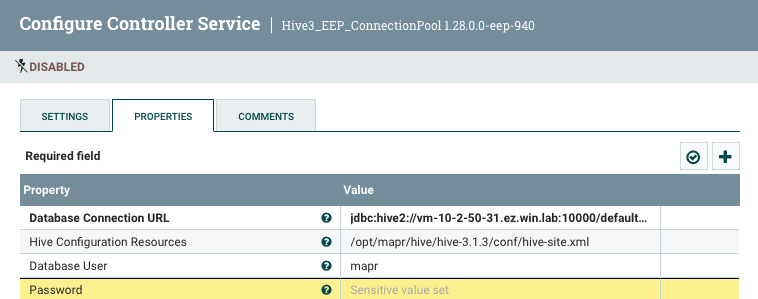 Configure Controller Service | Hive3_EEP_ConnectionPool 1.28.0.0-eep-940
DISABLED
SETTINGS PROPERTIES COMMENTS
Required field
Property Value
Database Connection URL jdbc:hive2://vm-10-2-50-31.ez.win.lab:10000/default...
Hive Configuration Resources /opt/mapr/hive/hive-3.1.3/conf/hive-site.xml
Database User mapr
Password Sensitive value set